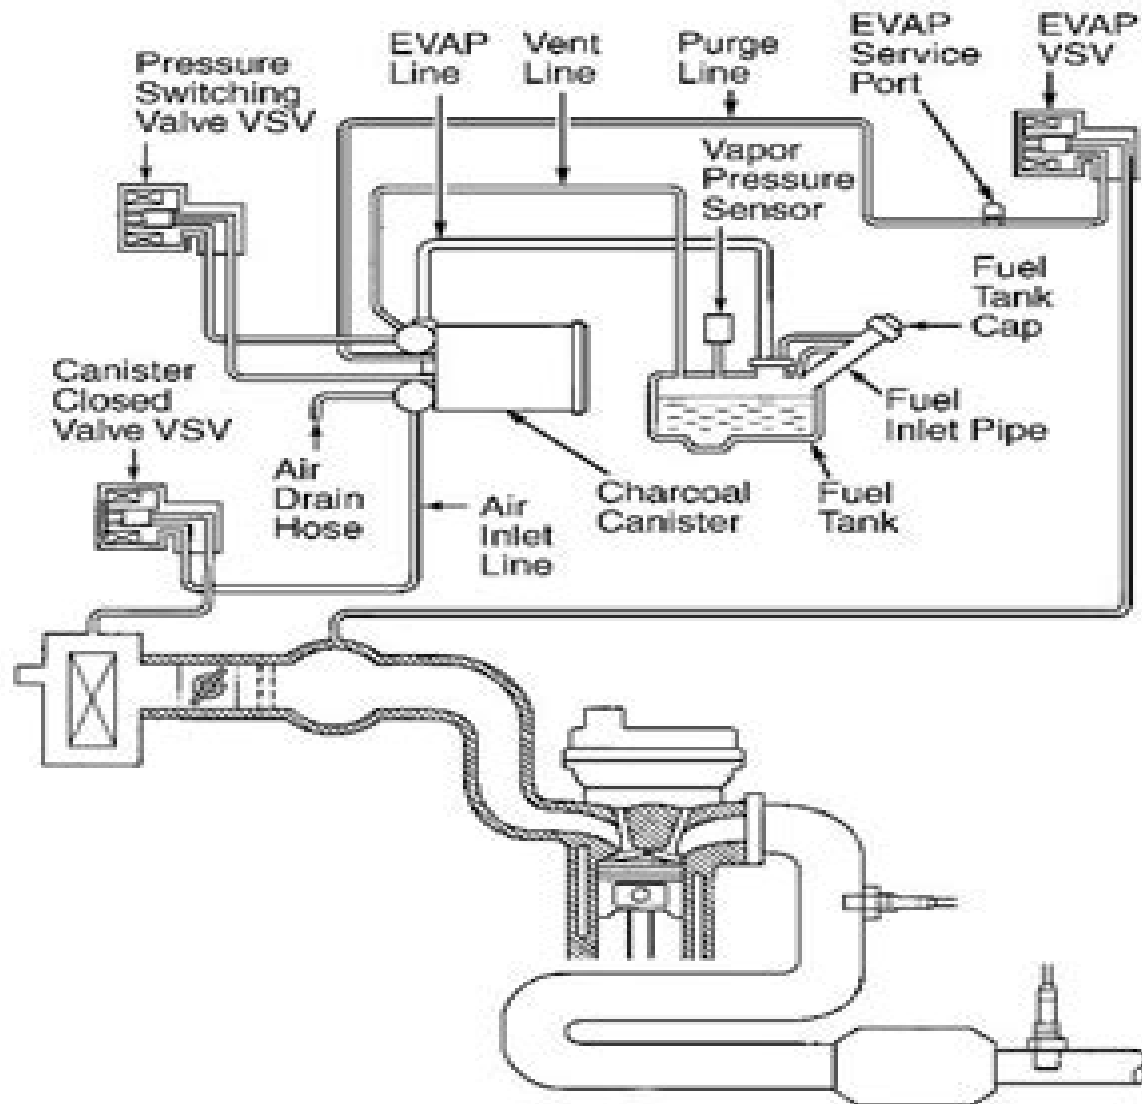 Pressure
Switching
Valve VSV
EVAP
Line
Vent
Line
Purge
Line
EVAP
Service
Port
EVAP
VSV
Vapor
Pressure
Sensor
Fuel
Tank
Cap
Canister
Closed
Valve VSV
Fuel
Inlet Pipe
Air
Drain
Hose
Air
Inlet
Line
Charcoal
Canister
Fuel
Tank